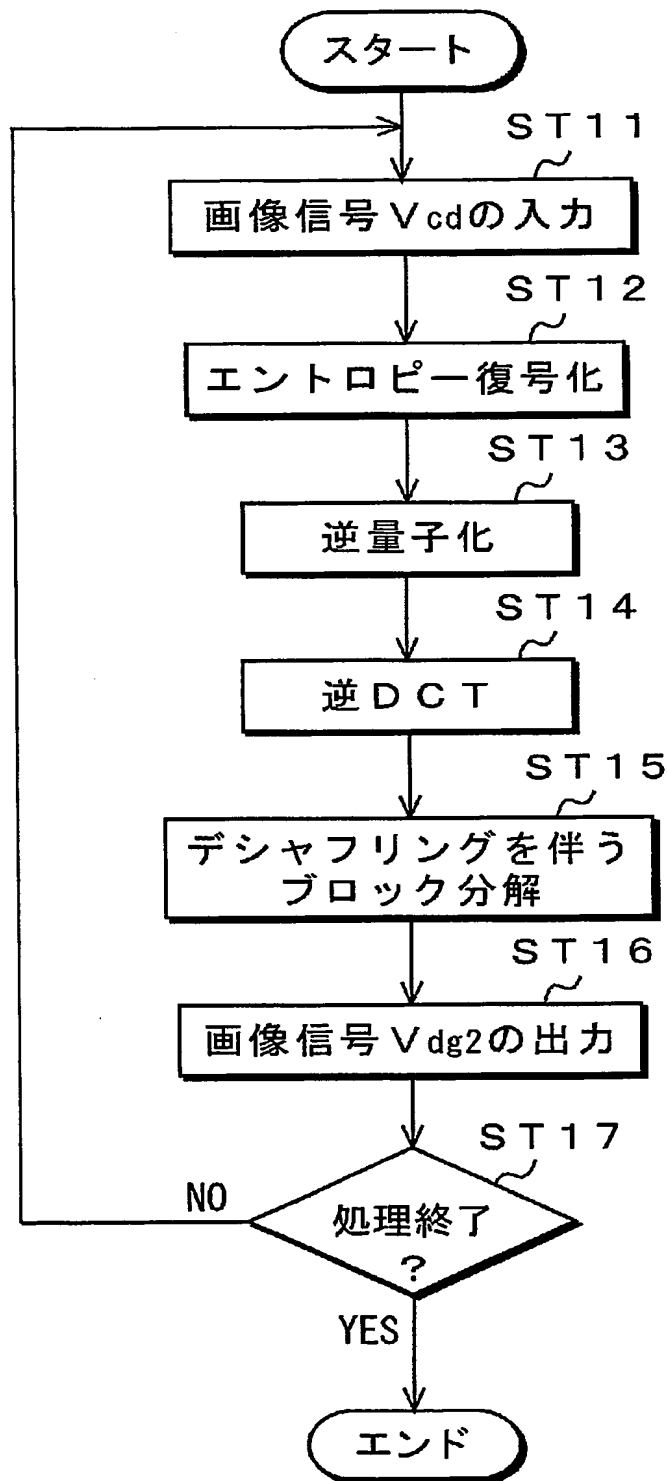 スタート
ST11
画像信号Vcdの入力
ST12
エントロピー復号化
ST13
逆量子化
ST14
逆DCT
ST15
デシャフリングを伴う
ブロック分解
ST16
画像信号Vdg2の出力
ST17
NO
処理終了
?
YES
エンド